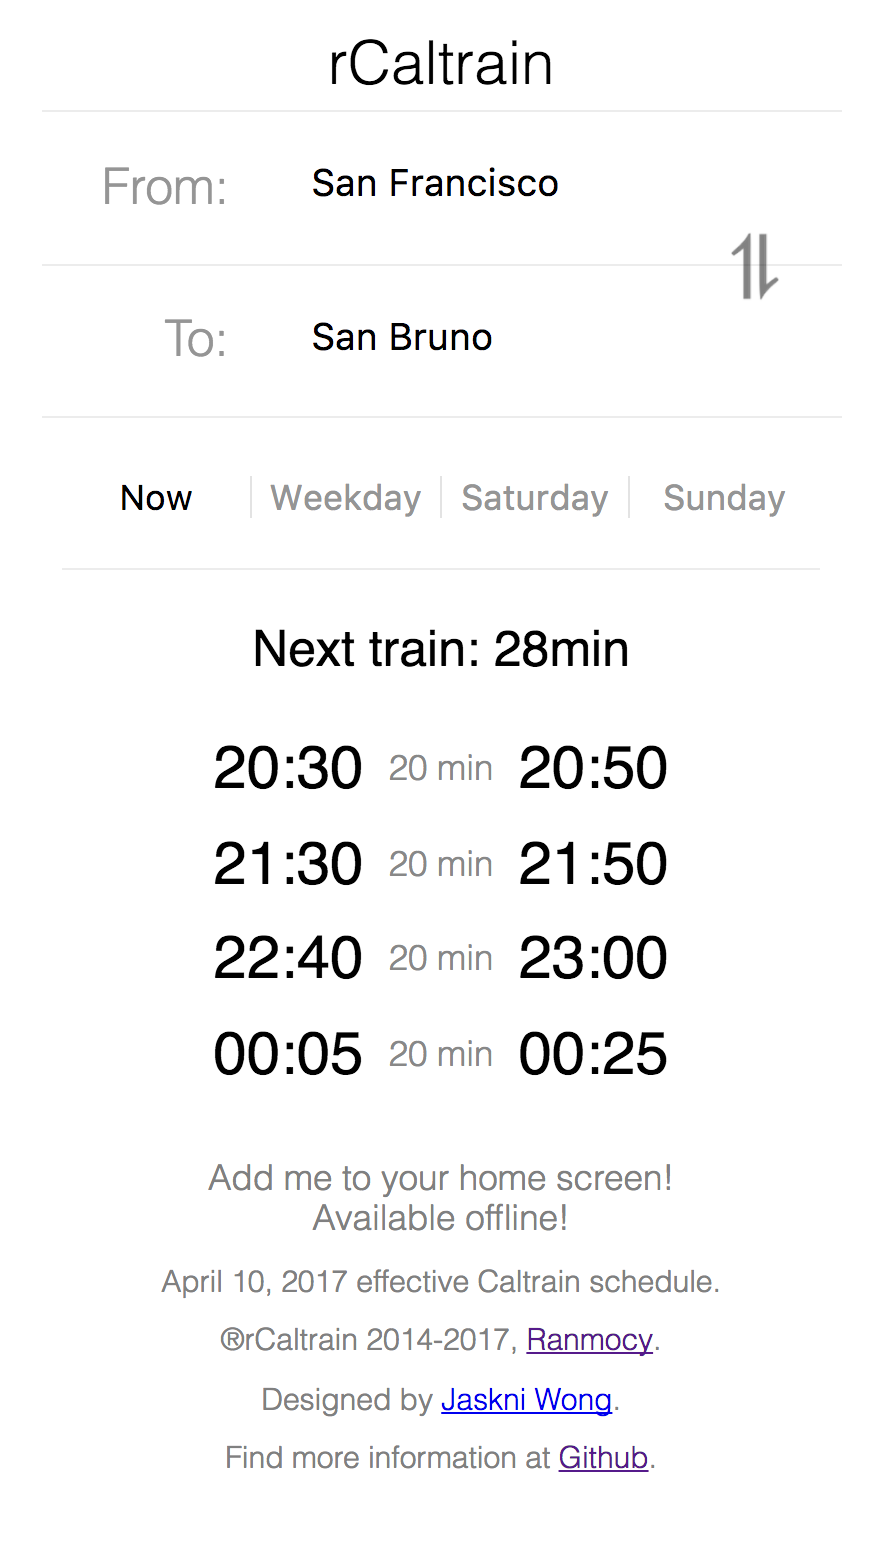 rCaltrain
From: San Francisco
To: San Bruno
Now Weekday Saturday Sunday
Next train: 28min
20:30 20 min 20:50
21:30 20 min 21:50
22:40 20 min 23:00
00:05 20 min 00:25
Add me to your home screen!
Available offline!
April 10, 2017 effective Caltrain schedule.
®rCaltrain 2014-2017, Ranmocy.
Designed by Jaskni Wong.
Find more information at Github.